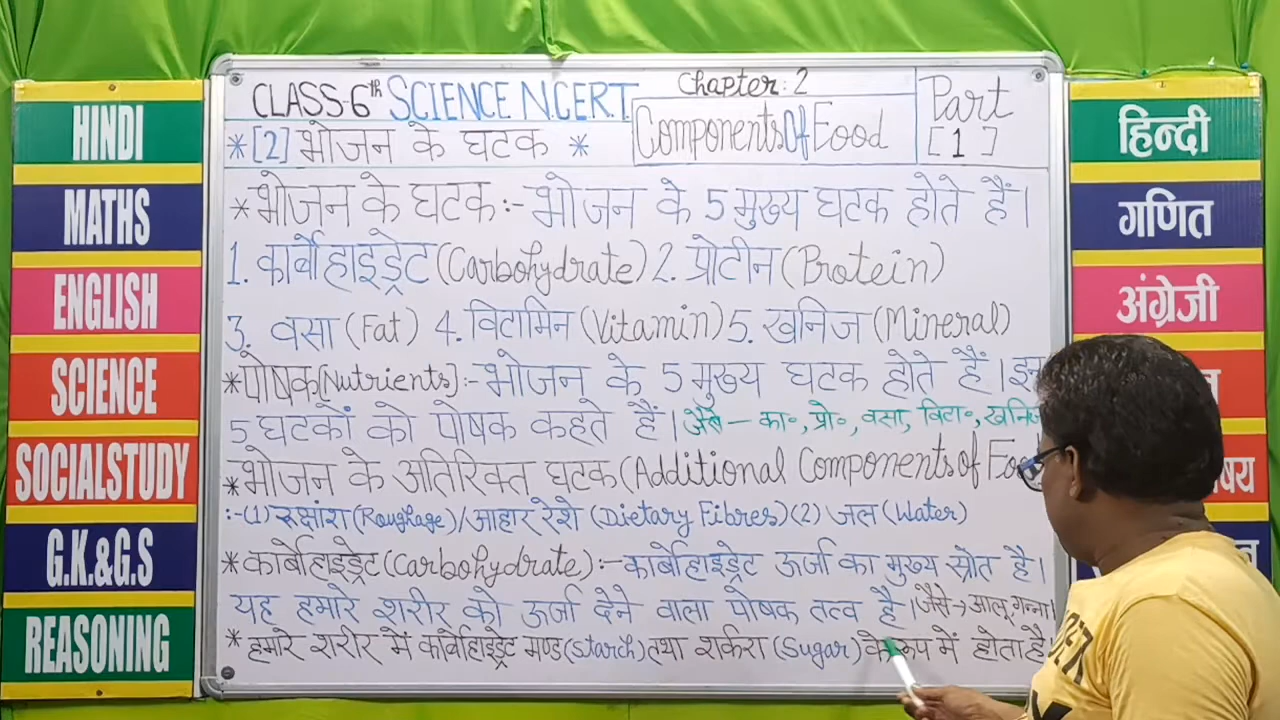 HINDI
MATHS
ENGLISH
SCIENCE
SOCIALSTUDY
G.K.&G.S
REASONING
CLASS-6th SCIENCE N.C.E.R.T. Chapter: 2
*[2] भोजन के घटक * Components Of Food
Part
[1]
*भोजन के घटक:- भोजन के 5 मुख्य घटक होते हैं।
1. कार्बोहाइड्रेट (Carbohydrate) 2. प्रोटीन (Protein)
3. वसा (Fat) 4. विटामिन (Vitamin) 5. खनिज (Mineral)
*पोषक[Nutrients]:- भोजन के 5 मुख्य घटक होते हैं। इन
5 घटकों को पोषक कहते हैं। जैसे — का०, प्रो०, वसा, विटा०, खनिज
*भोजन के अतिरिक्त घटक (Additional Components of Food
:-(1) रूक्षांश (Roughage)/आहार रेशे (Dietary Fibres) (2) जल (Water)
*कार्बोहाइड्रेट (Carbohydrate):- कार्बोहाइड्रेट ऊर्जा का मुख्य स्रोत है।
यह हमारे शरीर को ऊर्जा देने वाला पोषक तत्व है। जैसे→ आलू गन्ना।
* हमारे शरीर में कार्बोहाइड्रेट मण्ड (Starch) तथा शर्करा (Sugar) के रूप में होता है।
हिन्दी
गणित
अंग्रेजी